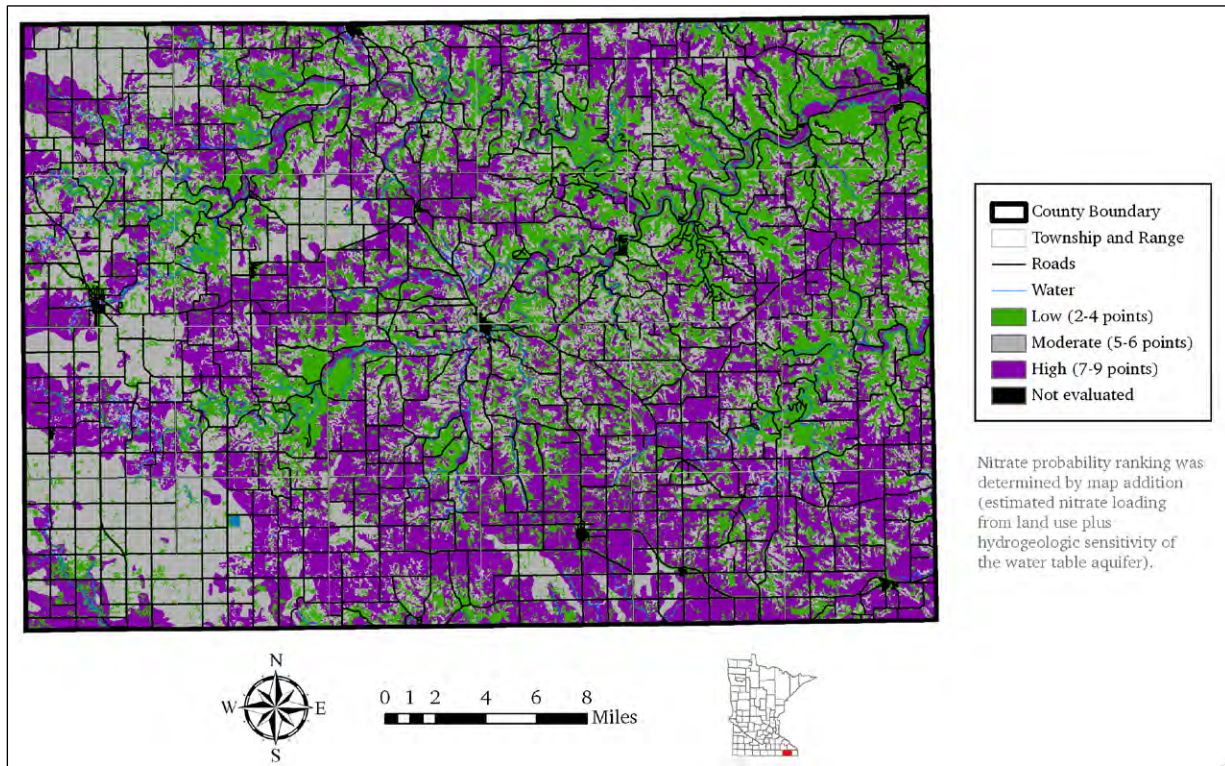 County Boundary
Township and Range
Roads
Water
Low (2-4 points)
Moderate (5-6 points)
High (7-9 points)
Not evaluated
Nitrate probability ranking was
determined by map addition
(estimated nitrate loading
from land use plus
hydrogeologic sensitivity of
the water table aquifer).
N
W E
S
0 1 2 4 6 8
Miles